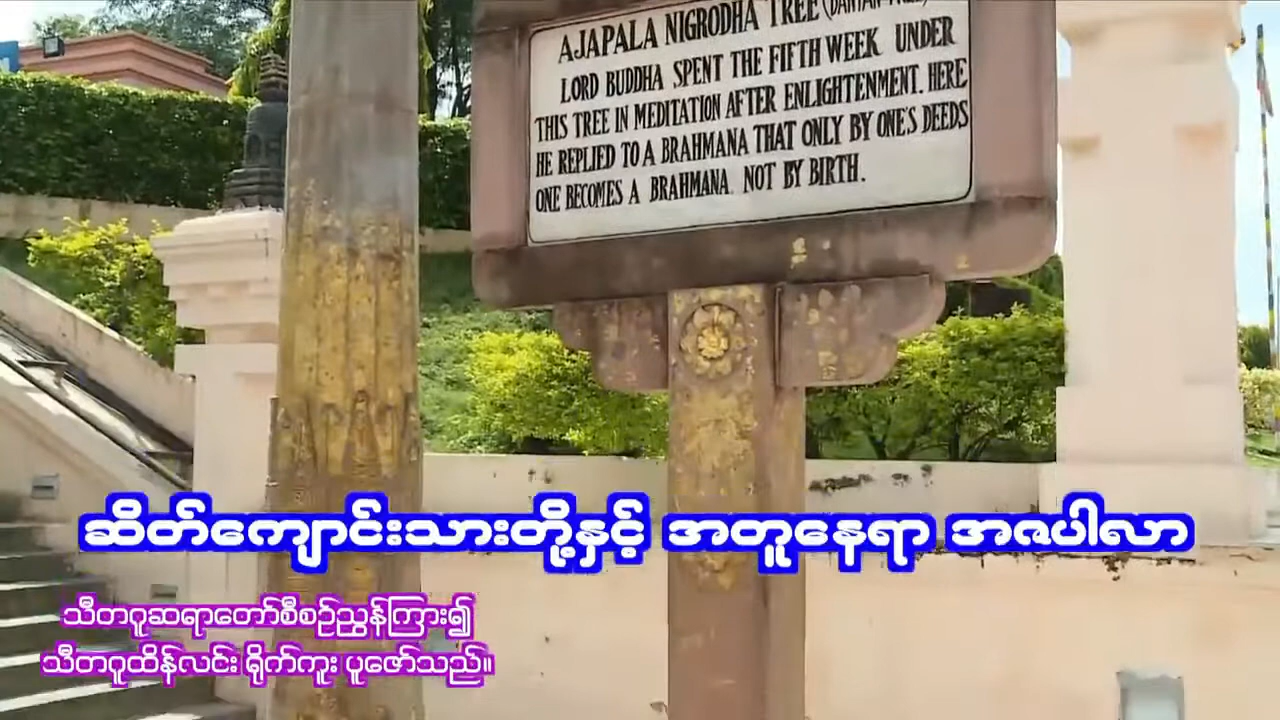 AJAPALA NIGRODHA TREE (BANYAN TREE)
LORD BUDDHA SPENT THE FIFTH WEEK UNDER
THIS TREE IN MEDITATION AFTER ENLIGHTENMENT. HERE
HE REPLIED TO A BRAHMANA THAT ONLY BY ONE'S DEEDS
ONE BECOMES A BRAHMANA. NOT BY BIRTH.
ဆိတ်ကျောင်းသားတို့နှင့် အတူနေရာ အဇပါလာ
သီတဂူဆရာတော်စီစဉ်ညွှန်ကြား၍
သီတဂူထိန်လင်း ရိုက်ကူး ပူဇော်သည်။